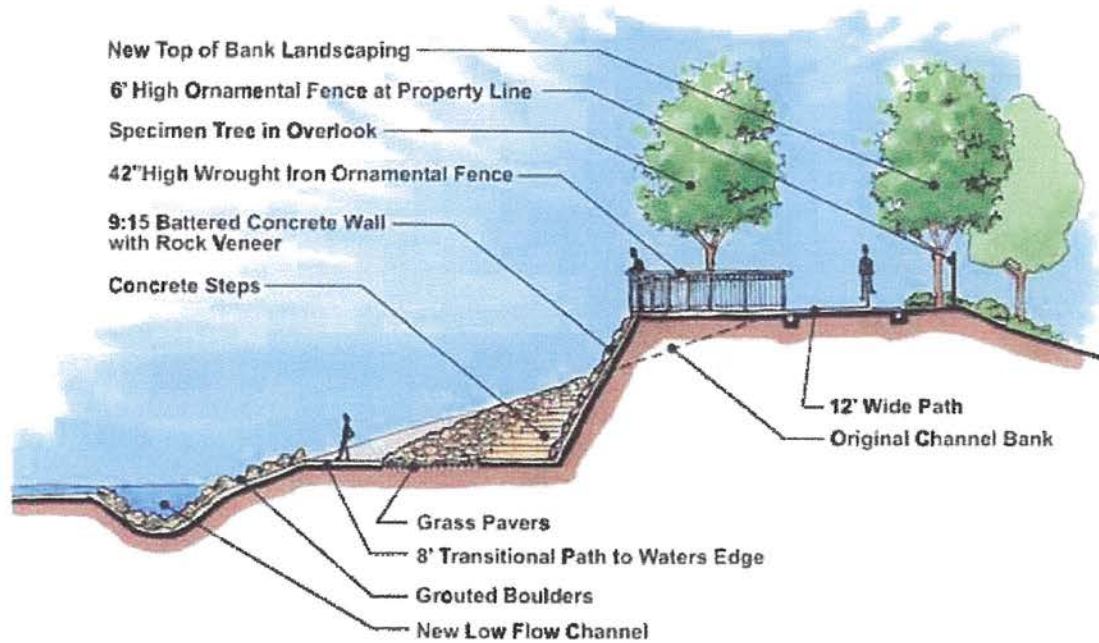 New Top of Bank Landscaping
6' High Ornamental Fence at Property Line
Specimen Tree in Overlook
42"High Wrought Iron Ornamental Fence
9:15 Battered Concrete Wall
with Rock Veneer
Concrete Steps
12' Wide Path
Original Channel Bank
Grass Pavers
8' Transitional Path to Waters Edge
Grouted Boulders
New Low Flow Channel